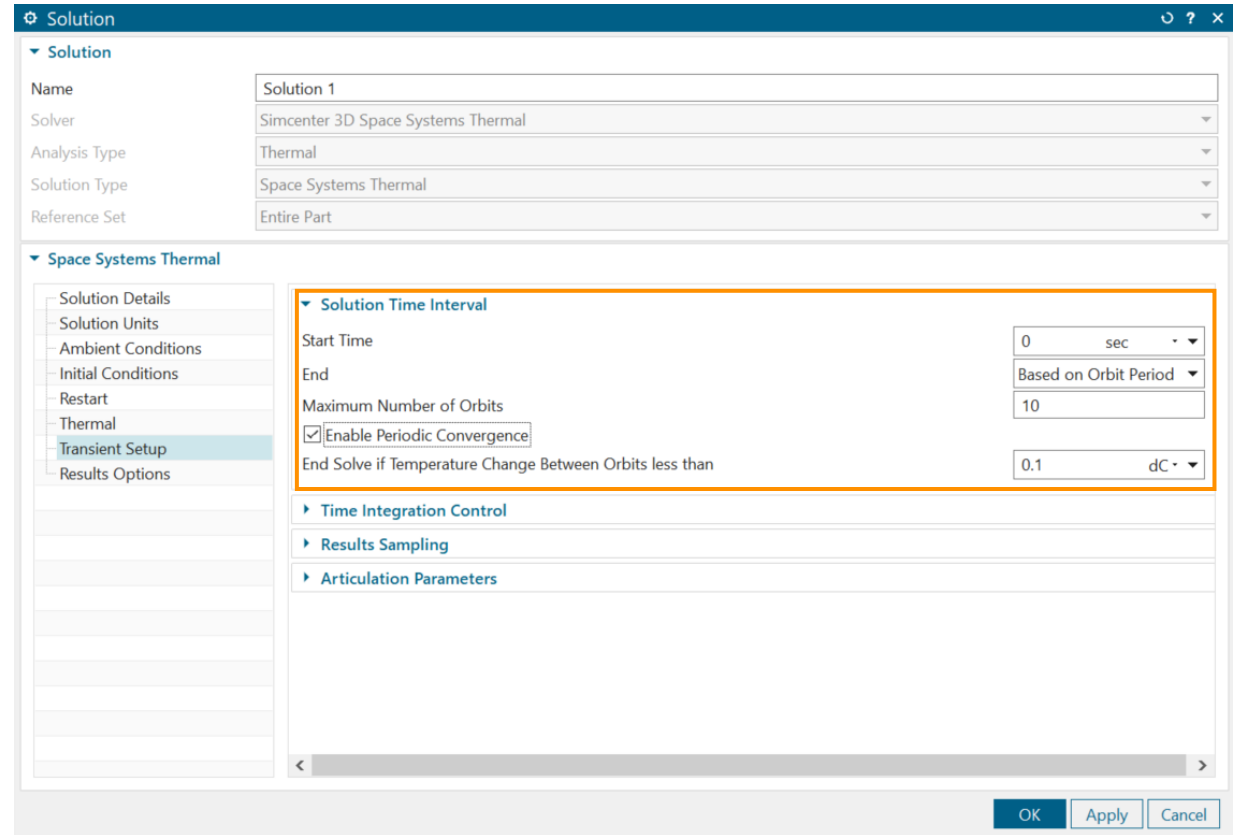 Solution
?
Solution
Name Solution 1
Solver Simcenter 3D Space Systems Thermal
Analysis Type Thermal
Solution Type Space Systems Thermal
Reference Set Entire Part
Space Systems Thermal
Solution Details
Solution Units
Ambient Conditions
Initial Conditions
Restart
Thermal
Transient Setup
Results Options
Solution Time Interval
Start Time 0 sec
End Based on Orbit Period
Maximum Number of Orbits 10
Enable Periodic Convergence
End Solve if Temperature Change Between Orbits less than 0.1 dC
Time Integration Control
Results Sampling
Articulation Parameters
OK Apply Cancel